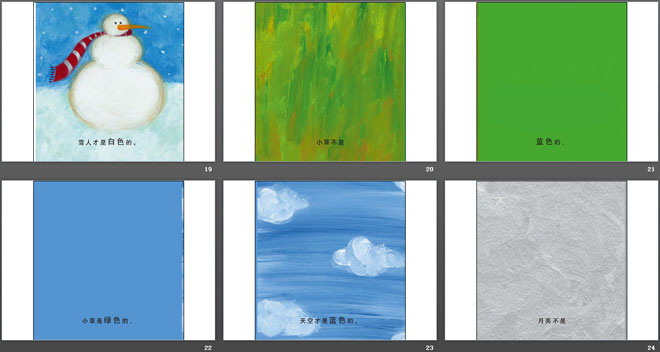 雪人才是白色的。
19
小草不是
20
蓝色的。
21
小草是绿色的。
22
天空才是蓝色的。
23
月亮不是
24